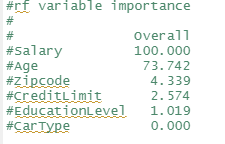 #rf variable importance
#
#                Overall
#Salary          100.000
#Age              73.742
#Zipcode           4.339
#CreditLimit       2.574
#EducationLevel    1.019
#CarType           0.000